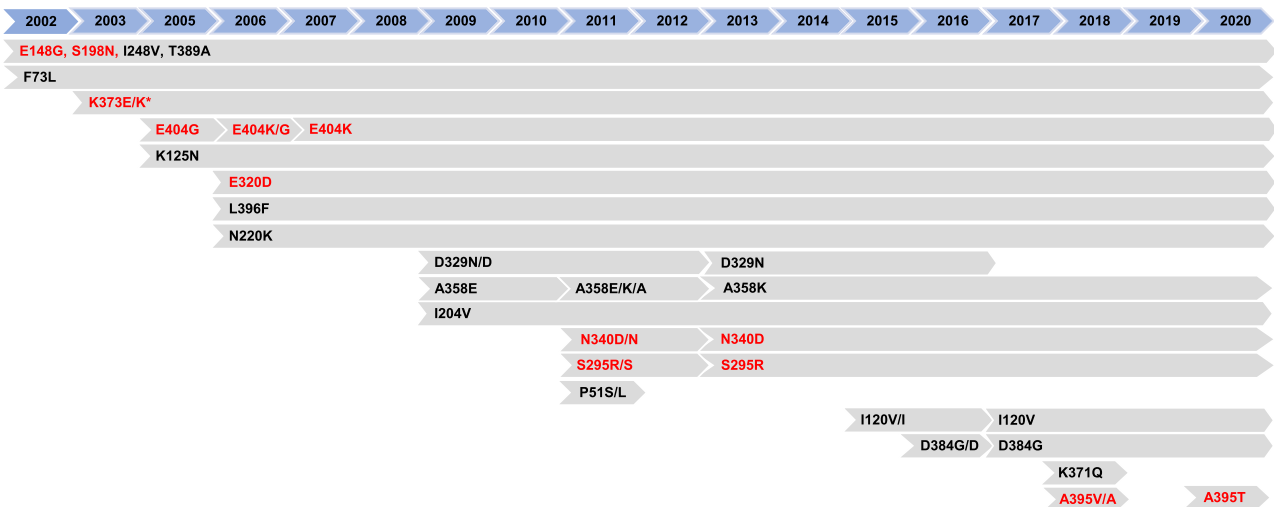 2002 2003 2005 2006 2007 2008 2009 2010 2011 2012 2013 2014 2015 2016 2017 2018 2019 2020
E148G, S198N, I248V, T389A
F73L
K373E/K*
E404G E404K/G E404K
K125N
E320D
L396F
N220K
D329N/D D329N
A358E A358E/K/A A358K
I204V
N340D/N N340D
S295R/S S295R
P51S/L
I120V/I I120V
D384G/D D384G
K371Q
A395V/A A395T